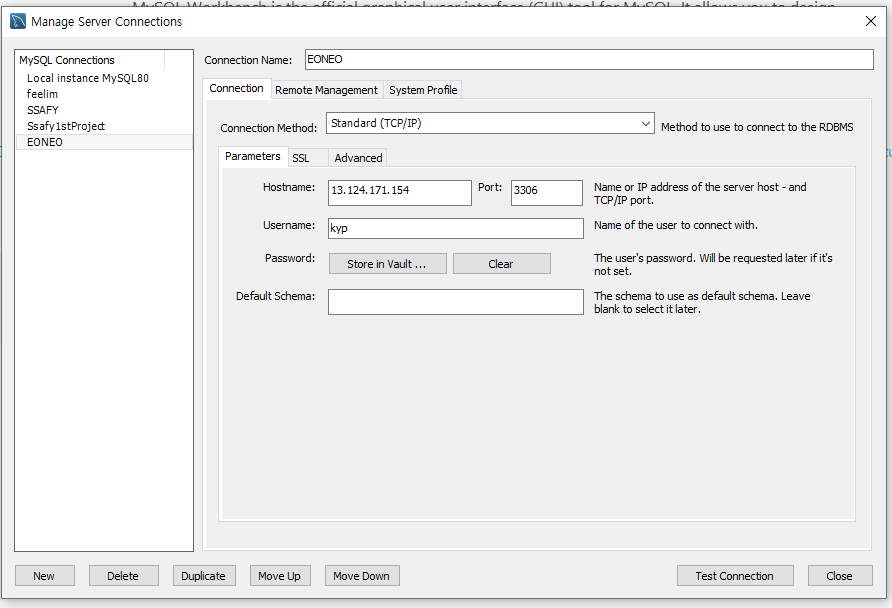 Manage Server Connections
MySQL Connections
Local instance MySQL80
feelim
SSAFY
Ssafy1stProject
EONEO
Connection Name: EONEO
Connection Remote Management System Profile
Connection Method: Standard (TCP/IP) Method to use to connect to the RDBMS
Parameters SSL Advanced
Hostname: 13.124.171.154 Port: 3306 Name or IP address of the server host - and
TCP/IP port.
Username: kyp Name of the user to connect with.
Password: Store in Vault ... Clear The user's password. Will be requested later if it's
not set.
Default Schema: The schema to use as default schema. Leave
blank to select it later.
New Delete Duplicate Move Up Move Down Test Connection Close